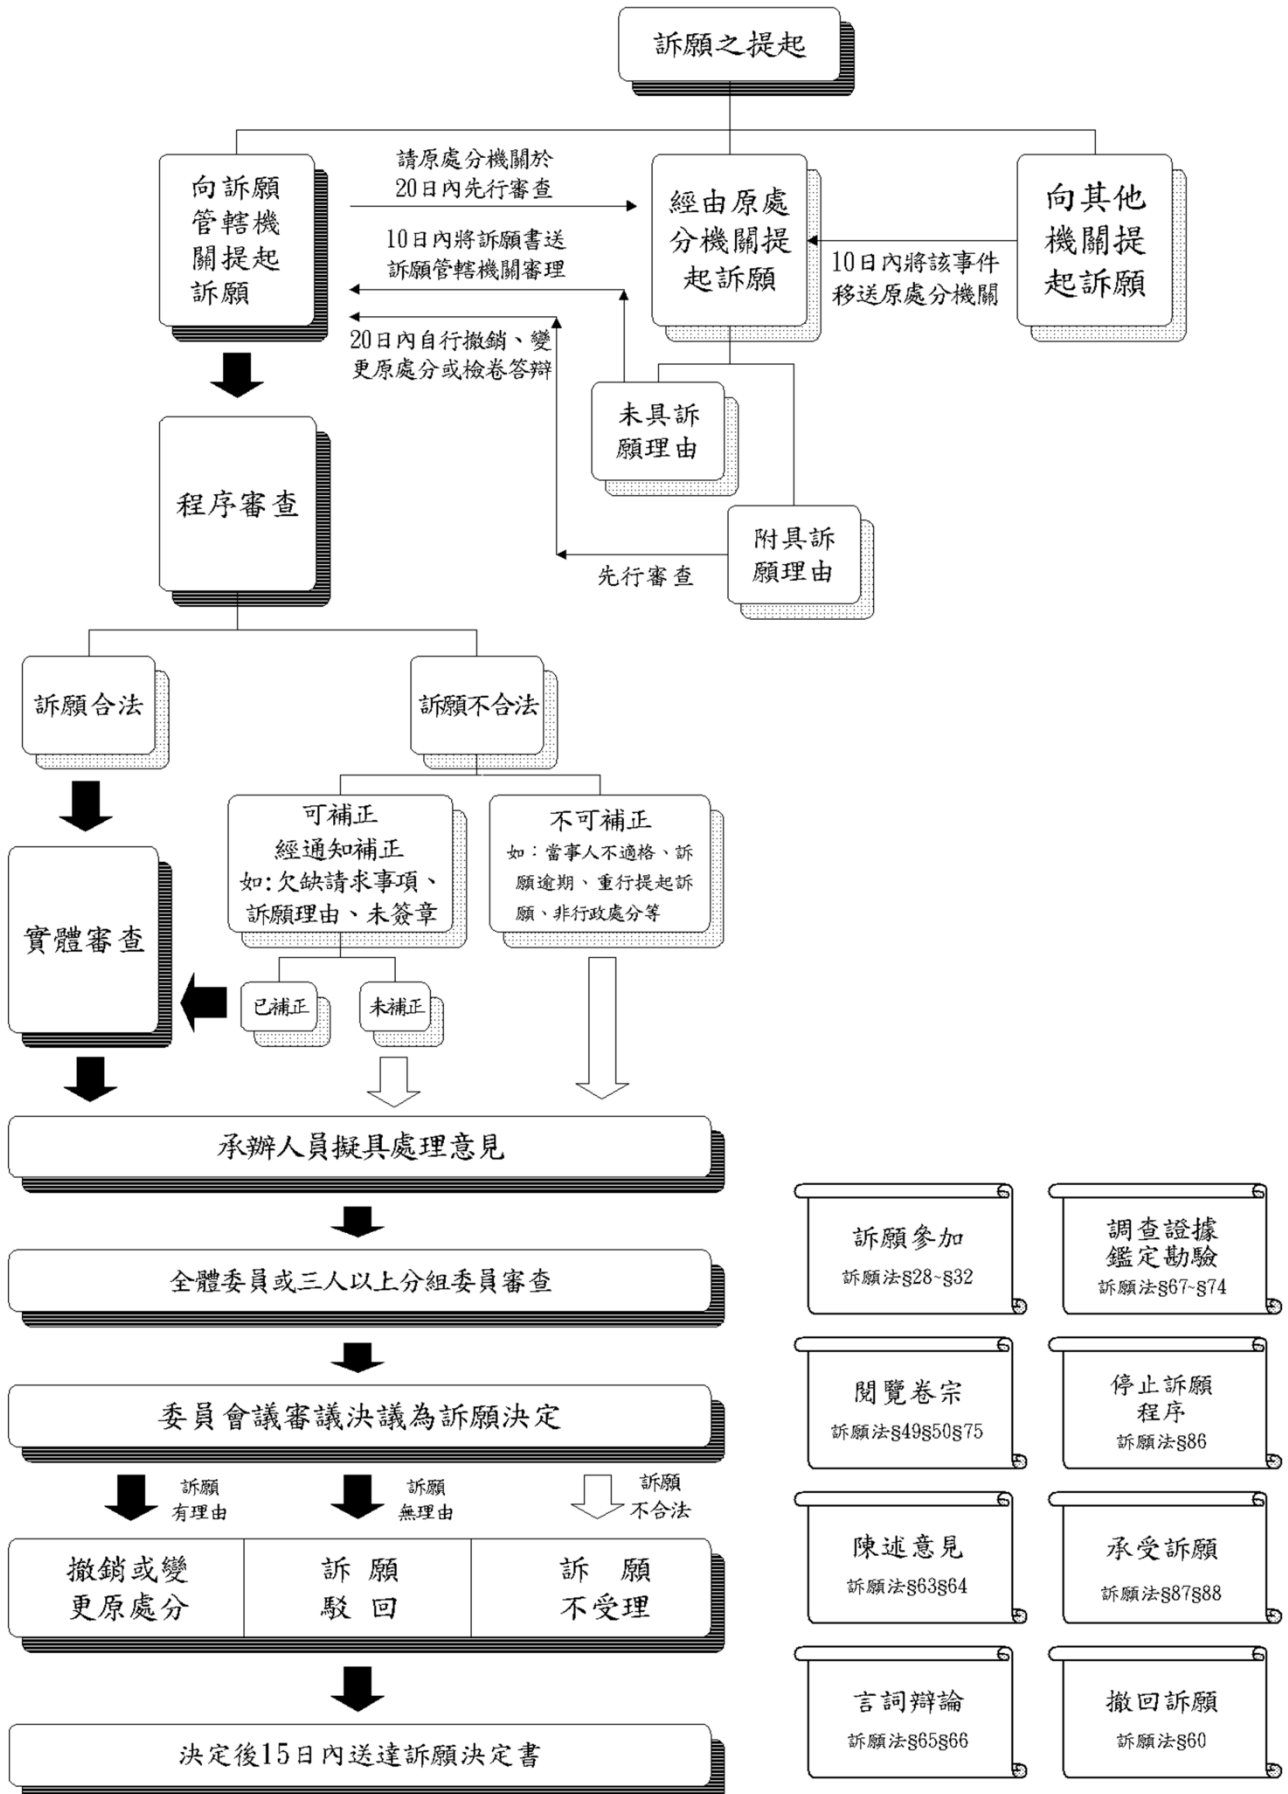 訴願之提起
向訴願
管轄機
關提起
訴願
請原處分機關於
20日內先行審查
10日內將訴願書送
訴願管轄機關審理
20日內自行撤銷、變
更原處分或檢卷答辯
經由原處
分機關提
起訴願
10日內將該事件
移送原處分機關
向其他
機關提
起訴願
未具訴
願理由
附具訴
願理由
先行審查
程序審查
訴願合法
訴願不合法
可補正
經通知補正
如:欠缺請求事項、
訴願理由、未簽章
不可補正
如：當事人不適格、訴
願逾期、重行提起訴
願、非行政處分等
實體審查
已補正
未補正
承辦人員擬具處理意見
全體委員或三人以上分組委員審查
委員會議審議決議為訴願決定
訴願
有理由
訴願
無理由
訴願
不合法
撤銷或變
更原處分
訴 願
駁 回
訴 願
不受理
決定後15日內送達訴願決定書
訴願參加
訴願法§28~§32
調查證據
鑑定勘驗
訴願法§67~§74
閱覽卷宗
訴願法§49§50§75
停止訴願
程序
訴願法§86
陳述意見
訴願法§63§64
承受訴願
訴願法§87§88
言詞辯論
訴願法§65§66
撤回訴願
訴願法§60